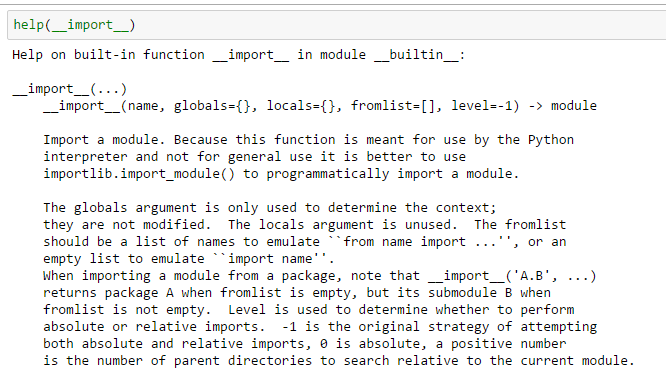 help(__import__)
Help on built-in function __import__ in module __builtin__:
__import__(...)
__import__(name, globals={}, locals={}, fromlist=[], level=-1) -> module
Import a module. Because this function is meant for use by the Python
interpreter and not for general use it is better to use
importlib.import_module() to programmatically import a module.
The globals argument is only used to determine the context;
they are not modified.  The locals argument is unused.  The fromlist
should be a list of names to emulate ``from name import ...'', or an
empty list to emulate ``import name''.
When importing a module from a package, note that __import__('A.B', ...)
returns package A when fromlist is empty, but its submodule B when
fromlist is not empty.  Level is used to determine whether to perform
absolute or relative imports.  -1 is the original strategy of attempting
both absolute and relative imports, 0 is absolute, a positive number
is the number of parent directories to search relative to the current module.